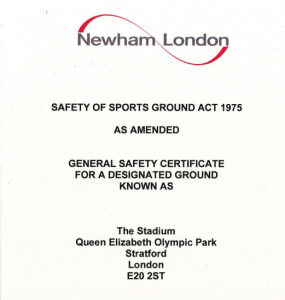 Newham London
SAFETY OF SPORTS GROUND ACT 1975
AS AMENDED
GENERAL SAFETY CERTIFICATE
FOR A DESIGNATED GROUND
KNOWN AS
The Stadium
Queen Elizabeth Olympic Park
Stratford
London
E20 2ST